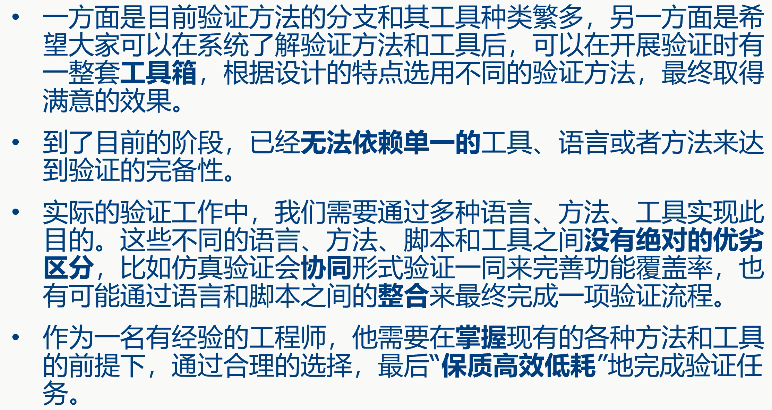 • 一方面是目前验证方法的分支和其工具种类繁多，另一方面是希
望大家可以在系统了解验证方法和工具后，可以在开展验证时有
一整套工具箱，根据设计的特点选用不同的验证方法，最终取得
满意的效果。
• 到了目前的阶段，已经无法依赖单一的工具、语言或者方法来达
到验证的完备性。
• 实际的验证工作中，我们需要通过多种语言、方法、工具实现此
目的。这些不同的语言、方法、脚本和工具之间没有绝对的优劣
区分，比如仿真验证会协同形式验证一同来完善功能覆盖率，也
有可能通过语言和脚本之间的整合来最终完成一项验证流程。
• 作为一名有经验的工程师，他需要在掌握现有的各种方法和工具
的前提下，通过合理的选择，最后“保质高效低耗”地完成验证任
务。